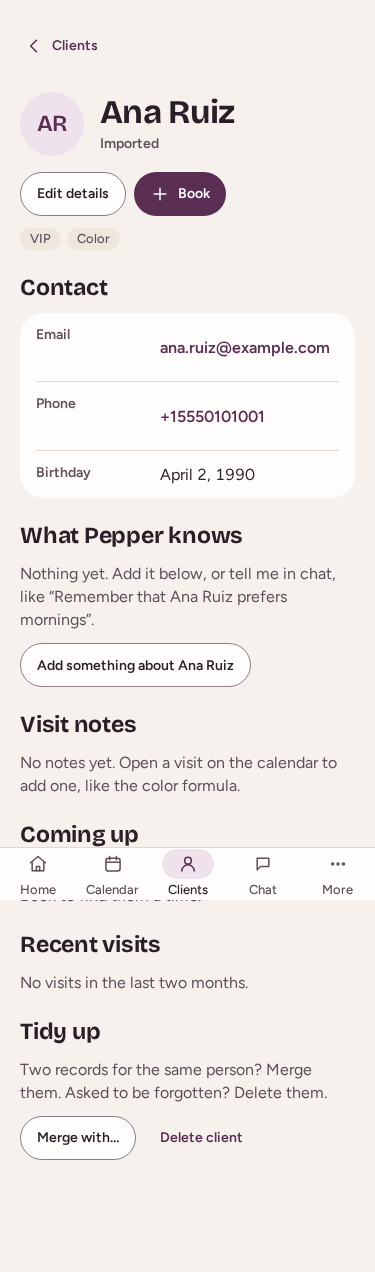 Clients
AR
Ana Ruiz
Imported
Edit details
Book
VIP
Color
Contact
Email
ana.ruiz@example.com
Phone
+15550101001
Birthday
April 2, 1990
What Pepper knows
Nothing yet. Add it below, or tell me in chat,
like “Remember that Ana Ruiz prefers
mornings”.
Add something about Ana Ruiz
Visit notes
No notes yet. Open a visit on the calendar to
add one, like the color formula.
Coming up
Home
Calendar
Clients
Chat
More
Recent visits
No visits in the last two months.
Tidy up
Two records for the same person? Merge
them. Asked to be forgotten? Delete them.
Merge with…
Delete client